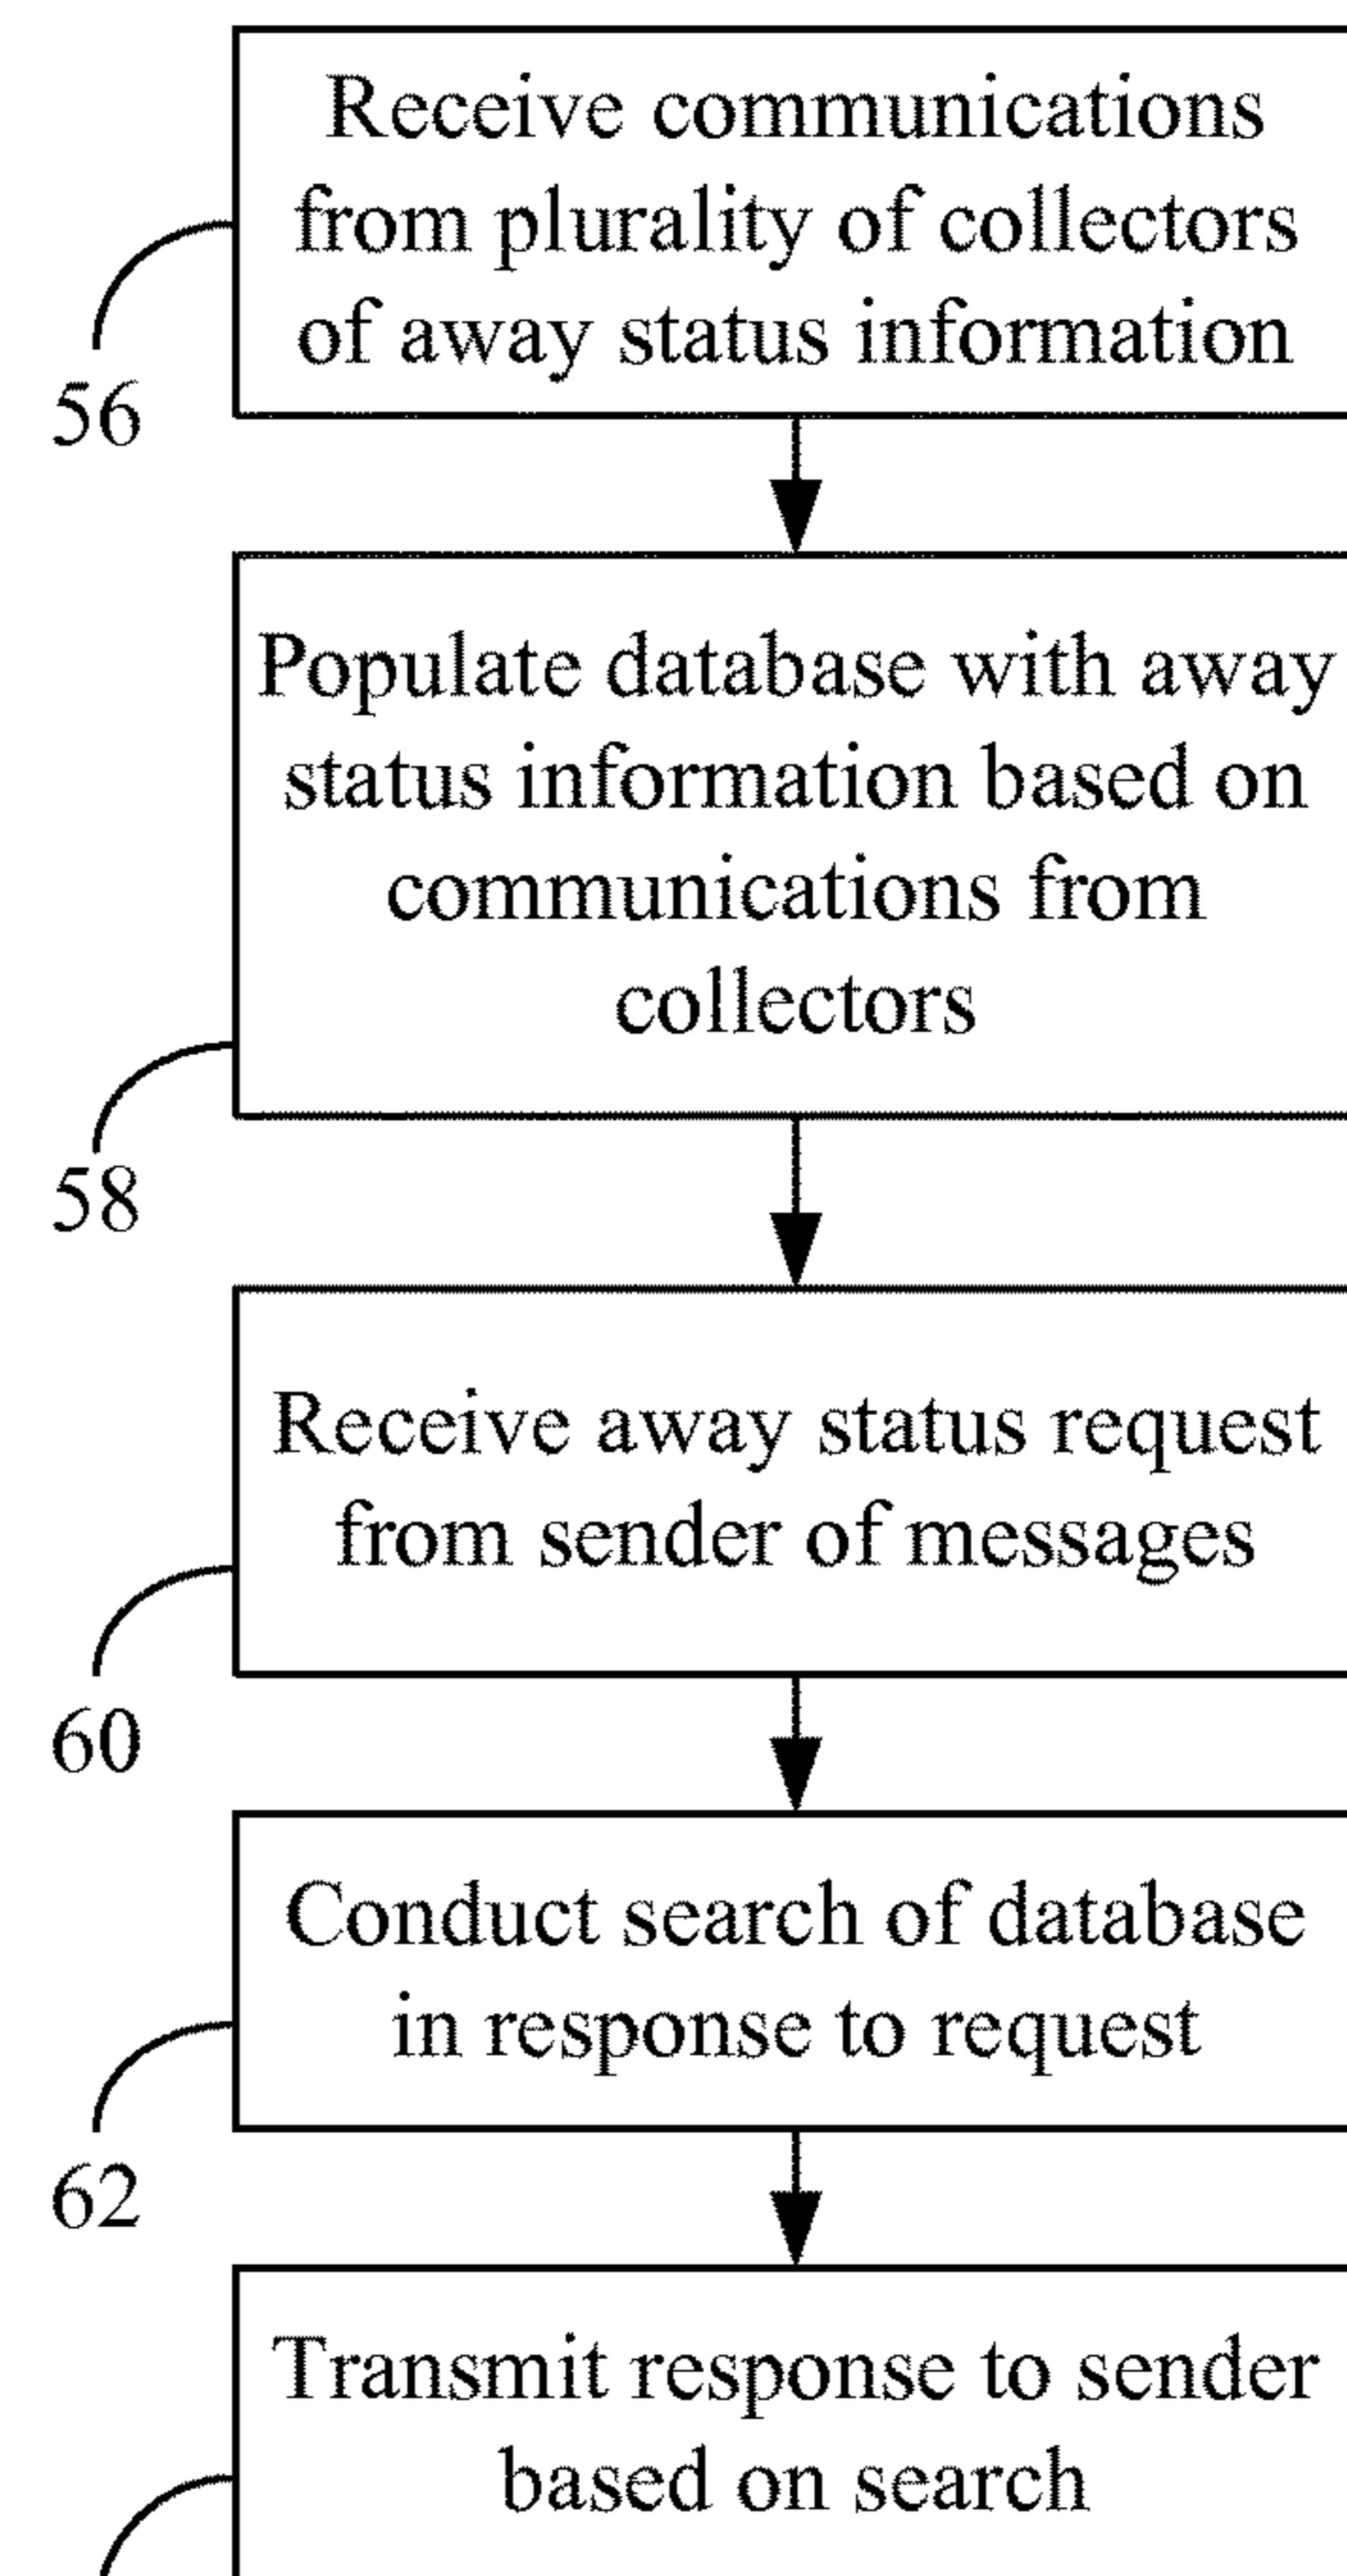 Receive communications
from plurality of collectors
of away status information
56
Populate database with away
status information based on
communications from
collectors
58
Receive away status request
from sender of messages
60
Conduct search of database
in response to request
62
Transmit response to sender
based on search